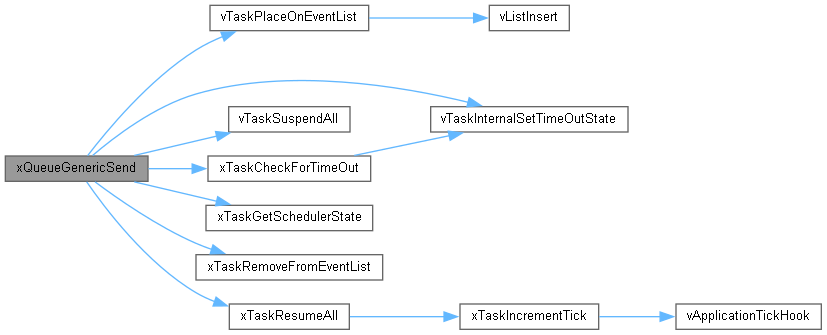 vTaskPlaceOnEventList
vListInsert
vTaskSuspendAll
vTaskInternalSetTimeOutState
xQueueGenericSend
xTaskCheckForTimeOut
xTaskGetSchedulerState
xTaskRemoveFromEventList
xTaskResumeAll
xTaskIncrementTick
vApplicationTickHook